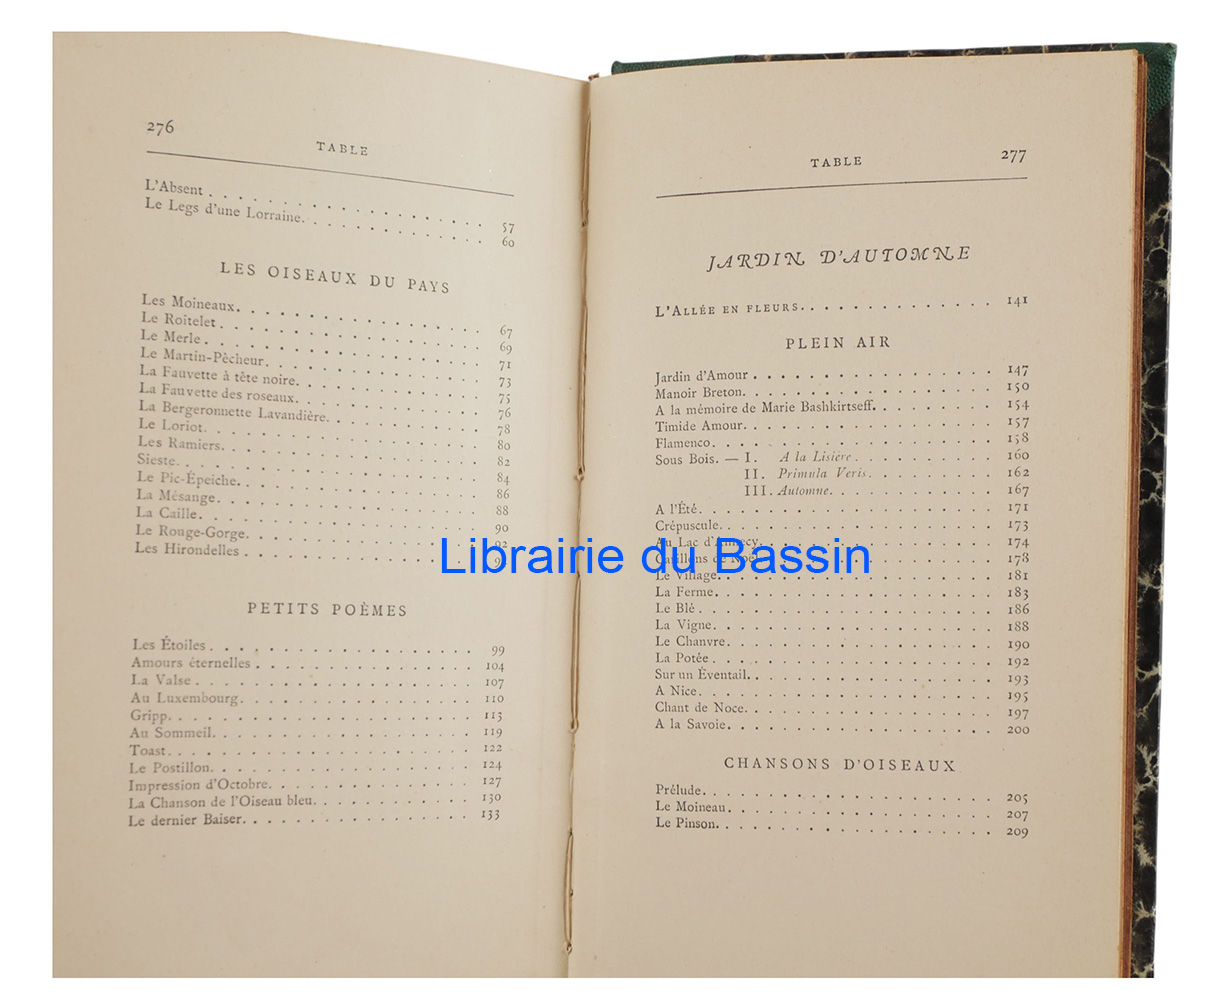 276
TABLE
L'Absent . . . . . . . . . . . . . . . . 57
Le Legs d'une Lorraine. . . . . . . . . . . 60
LES OISEAUX DU PAYS
Les Moineaux. . . . . . . . . . . . . . . 67
Le Roitelet . . . . . . . . . . . . . . . 69
Le Merle . . . . . . . . . . . . . . . . 71
Le Martin-Pêcheur. . . . . . . . . . . . . 73
La Fauvette à tête noire. . . . . . . . . . . 75
La Fauvette des roseaux. . . . . . . . . . . 76
La Bergeronnette Lavandière. . . . . . . . . . 78
Le Loriot. . . . . . . . . . . . . . . . 80
Les Ramiers. . . . . . . . . . . . . . . 82
Sieste. . . . . . . . . . . . . . . . . 84
Le Pic-Épeiche. . . . . . . . . . . . . . 86
La Mésange. . . . . . . . . . . . . . . 88
La Caille. . . . . . . . . . . . . . . . 90
Le Rouge-Gorge. . . . . . . . . . . . . . 92
Les Hirondelles . . . . . . . . . . . . . .
PETITS POÈMES
Les Étoiles . . . . . . . . . . . . . . . 99
Amours éternelles . . . . . . . . . . . . . 104
La Valse . . . . . . . . . . . . . . . . 107
Au Luxembourg. . . . . . . . . . . . . . 110
Gripp. . . . . . . . . . . . . . . . . 113
Au Sommeil. . . . . . . . . . . . . . . 119
Toast. . . . . . . . . . . . . . . . . 122
Le Postillon. . . . . . . . . . . . . . . 124
Impression d'Octobre. . . . . . . . . . . . 127
La Chanson de l'Oiseau bleu. . . . . . . . . . 130
Le dernier Baiser. . . . . . . . . . . . . 133
TABLE
277
JARDIN D'AUTOMNE
L'ALLÉE EN FLEURS. . . . . . . . . . . . . 141
PLEIN AIR
Jardin d'Amour . . . . . . . . . . . . . . 147
Manoir Breton. . . . . . . . . . . . . . 150
A la mémoire de Marie Bashkirtseff. . . . . . . . 154
Timide Amour. . . . . . . . . . . . . . 157
Flamenco. . . . . . . . . . . . . . . . 158
Sous Bois. — I. A la Lisière . . . . . . . . . 160
II. Primula Veris . . . . . . . . 162
III. Automne. . . . . . . . . . 167
A l'Été. . . . . . . . . . . . . . . . . 171
Crépuscule. . . . . . . . . . . . . . . 173
Au Lac d'Annecy. . . . . . . . . . . . . 174
Carillons de Noël . . . . . . . . . . . . . 178
Le Village. . . . . . . . . . . . . . . . 181
La Ferme. . . . . . . . . . . . . . . . 183
Le Blé . . . . . . . . . . . . . . . . . 186
La Vigne. . . . . . . . . . . . . . . . 188
Le Chanvre. . . . . . . . . . . . . . . 190
La Potée . . . . . . . . . . . . . . . . 192
Sur un Éventail. . . . . . . . . . . . . . 193
A Nice. . . . . . . . . . . . . . . . . 195
Chant de Noce. . . . . . . . . . . . . . 197
A la Savoie. . . . . . . . . . . . . . . 200
CHANSONS D'OISEAUX
Prélude. . . . . . . . . . . . . . . . . 205
Le Moineau. . . . . . . . . . . . . . . 207
Le Pinson. . . . . . . . . . . . . . . . 209
Librairie du Bassin